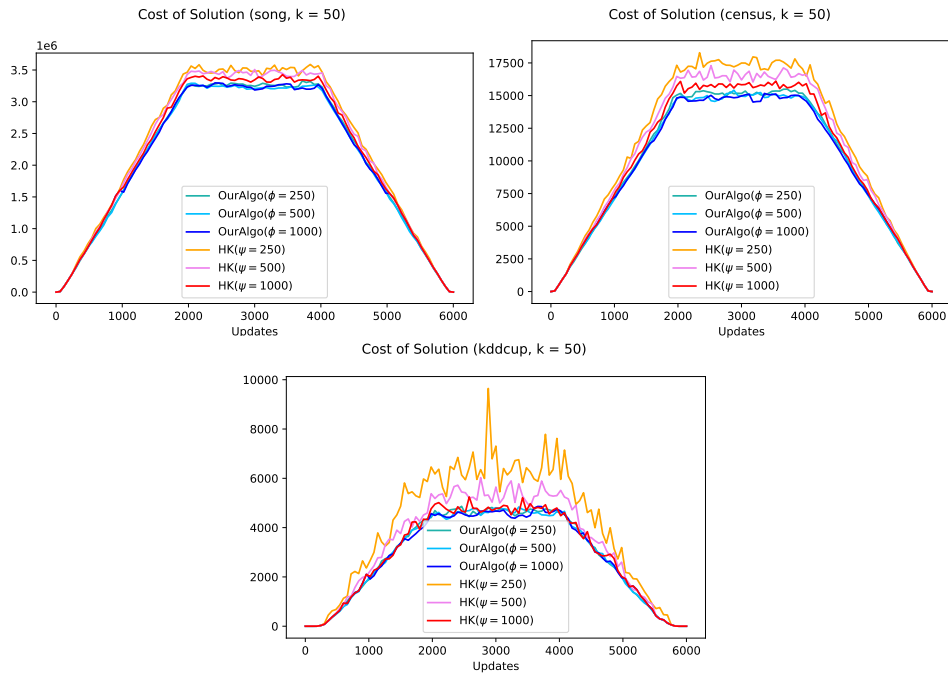 Cost of Solution (song, k = 50)
1e6
3.5
3.0
2.5
2.0
1.5
1.0
0.5
0.0
OurAlgo(ϕ = 250)
OurAlgo(ϕ = 500)
OurAlgo(ϕ = 1000)
HK(ψ = 250)
HK(ψ = 500)
HK(ψ = 1000)
0 1000 2000 3000 4000 5000 6000
Updates
Cost of Solution (census, k = 50)
17500
15000
12500
10000
7500
5000
2500
0
OurAlgo(ϕ = 250)
OurAlgo(ϕ = 500)
OurAlgo(ϕ = 1000)
HK(ψ = 250)
HK(ψ = 500)
HK(ψ = 1000)
0 1000 2000 3000 4000 5000 6000
Updates
Cost of Solution (kddcup, k = 50)
10000
8000
6000
4000
2000
0
OurAlgo(ϕ = 250)
OurAlgo(ϕ = 500)
OurAlgo(ϕ = 1000)
HK(ψ = 250)
HK(ψ = 500)
HK(ψ = 1000)
0 1000 2000 3000 4000 5000 6000
Updates